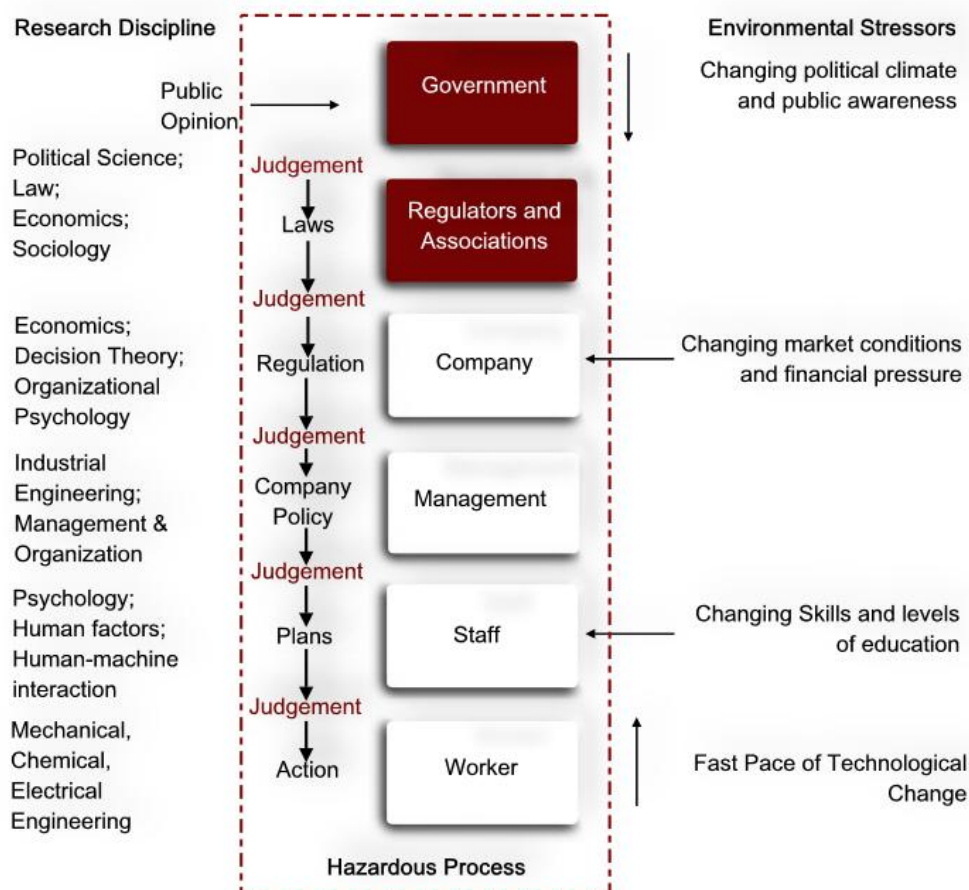 Research Discipline
Environmental Stressors
Public
Opinion
Government
Changing political climate
and public awareness
Political Science;
Law;
Economics;
Sociology
Judgement
Laws
Regulators and
Associations
Judgement
Economics;
Decision Theory;
Organizational
Psychology
Regulation
Company
Changing market conditions
and financial pressure
Judgement
Industrial
Engineering;
Management &
Organization
Company
Policy
Management
Judgement
Psychology;
Human factors;
Human-machine
interaction
Plans
Staff
Changing Skills and levels
of education
Judgement
Mechanical,
Chemical,
Electrical
Engineering
Action
Worker
Fast Pace of Technological
Change
Hazardous Process